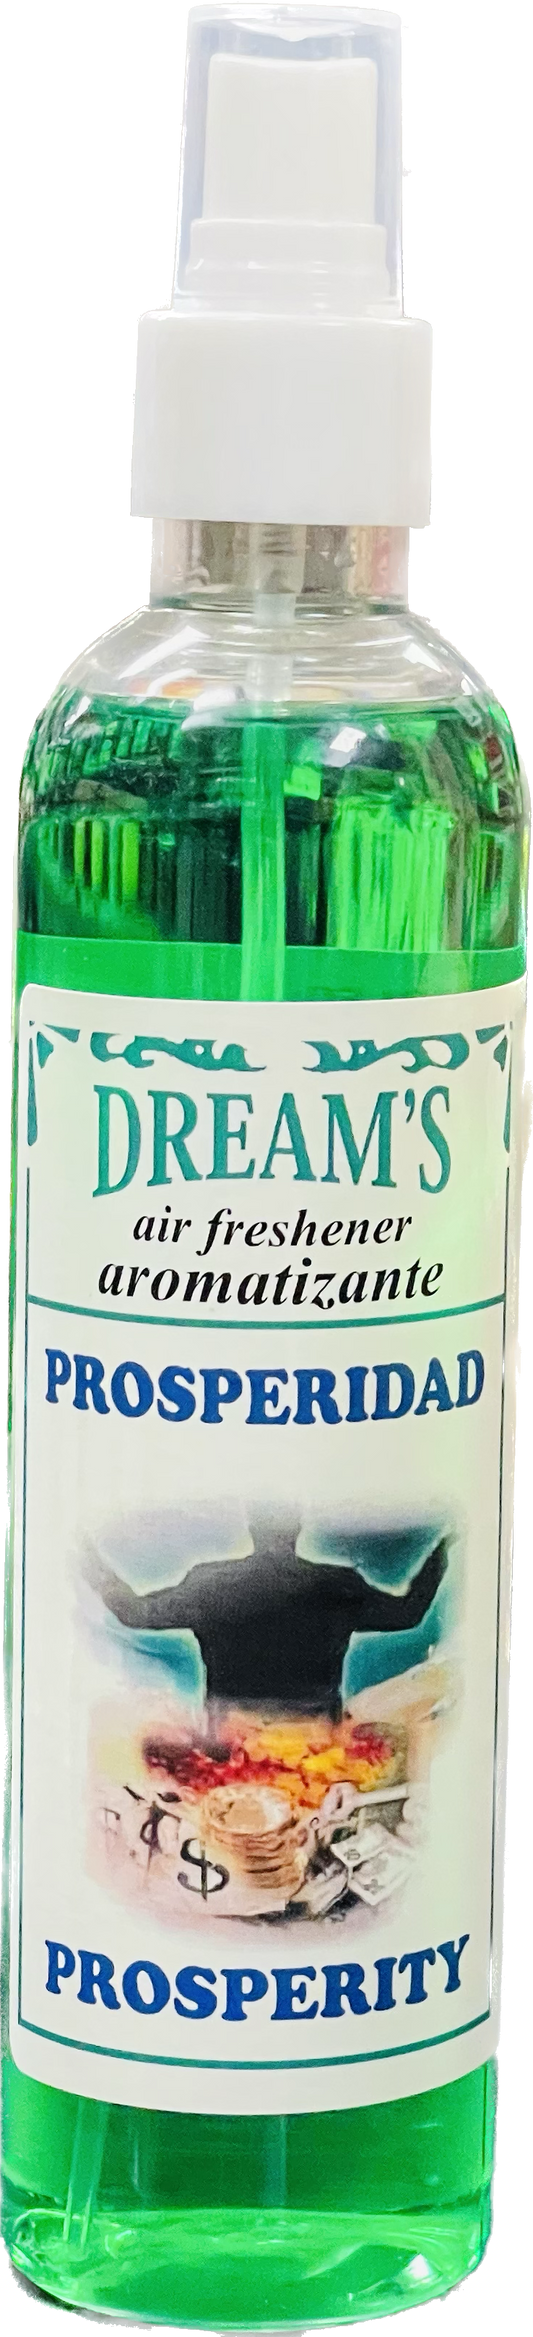 DREAM'S
air freshener
aromatizante
PROSPERIDAD
$
PROSPERITY